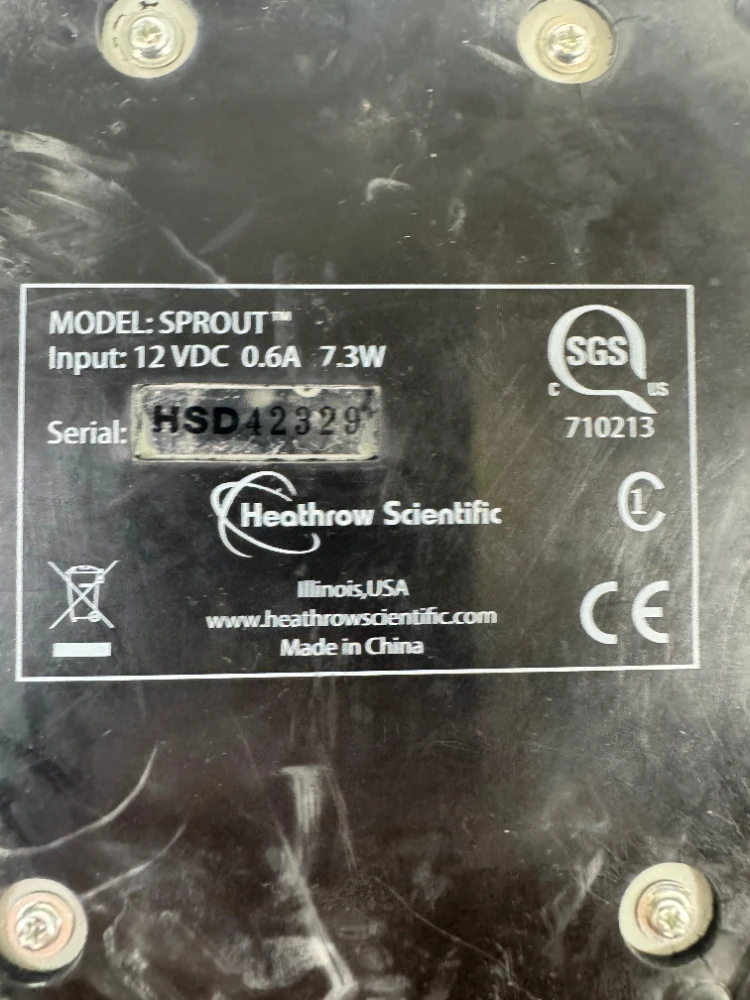 MODEL: SPROUT™
Input: 12 VDC 0.6A 7.3W
Serial: HSD42329
SGS
C US
710213
Heathrow Scientific
C1
Illinois,USA
www.heathrowscientific.com
Made in China
CE